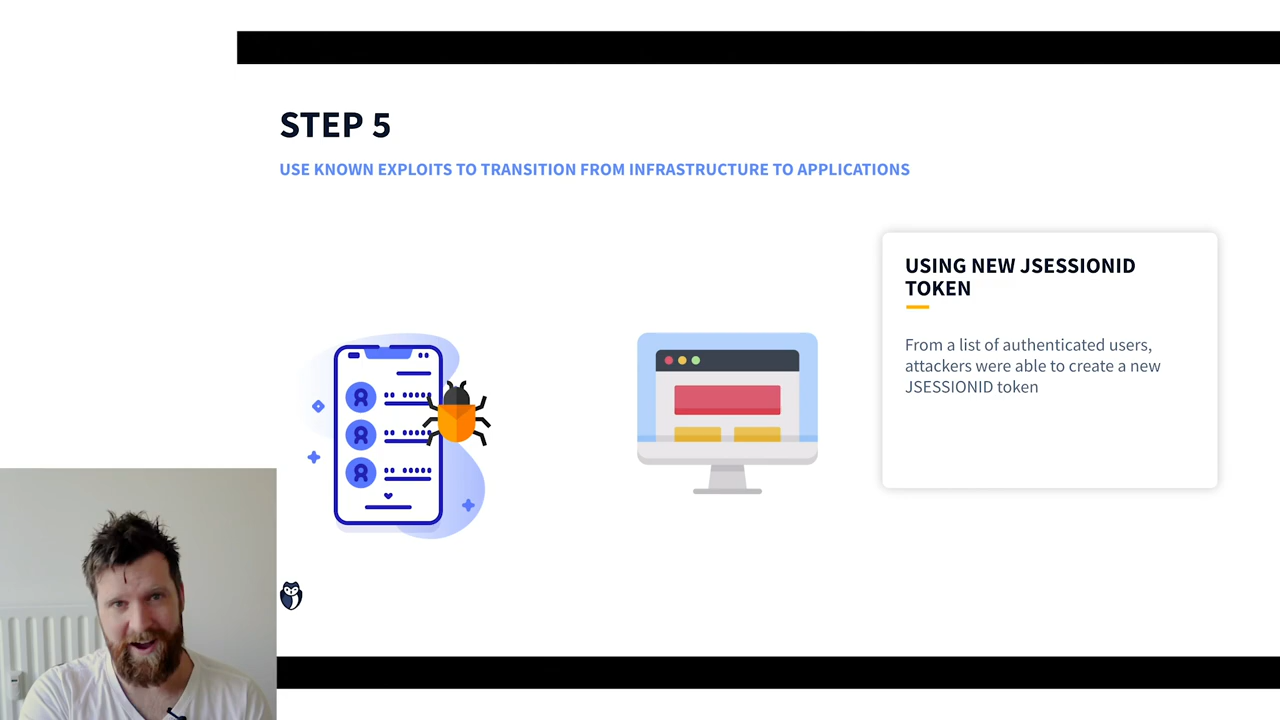 STEP 5
USE KNOWN EXPLOITS TO TRANSITION FROM INFRASTRUCTURE TO APPLICATIONS
USING NEW JSESSIONID
TOKEN
From a list of authenticated users,
attackers were able to create a new
JSESSIONID token